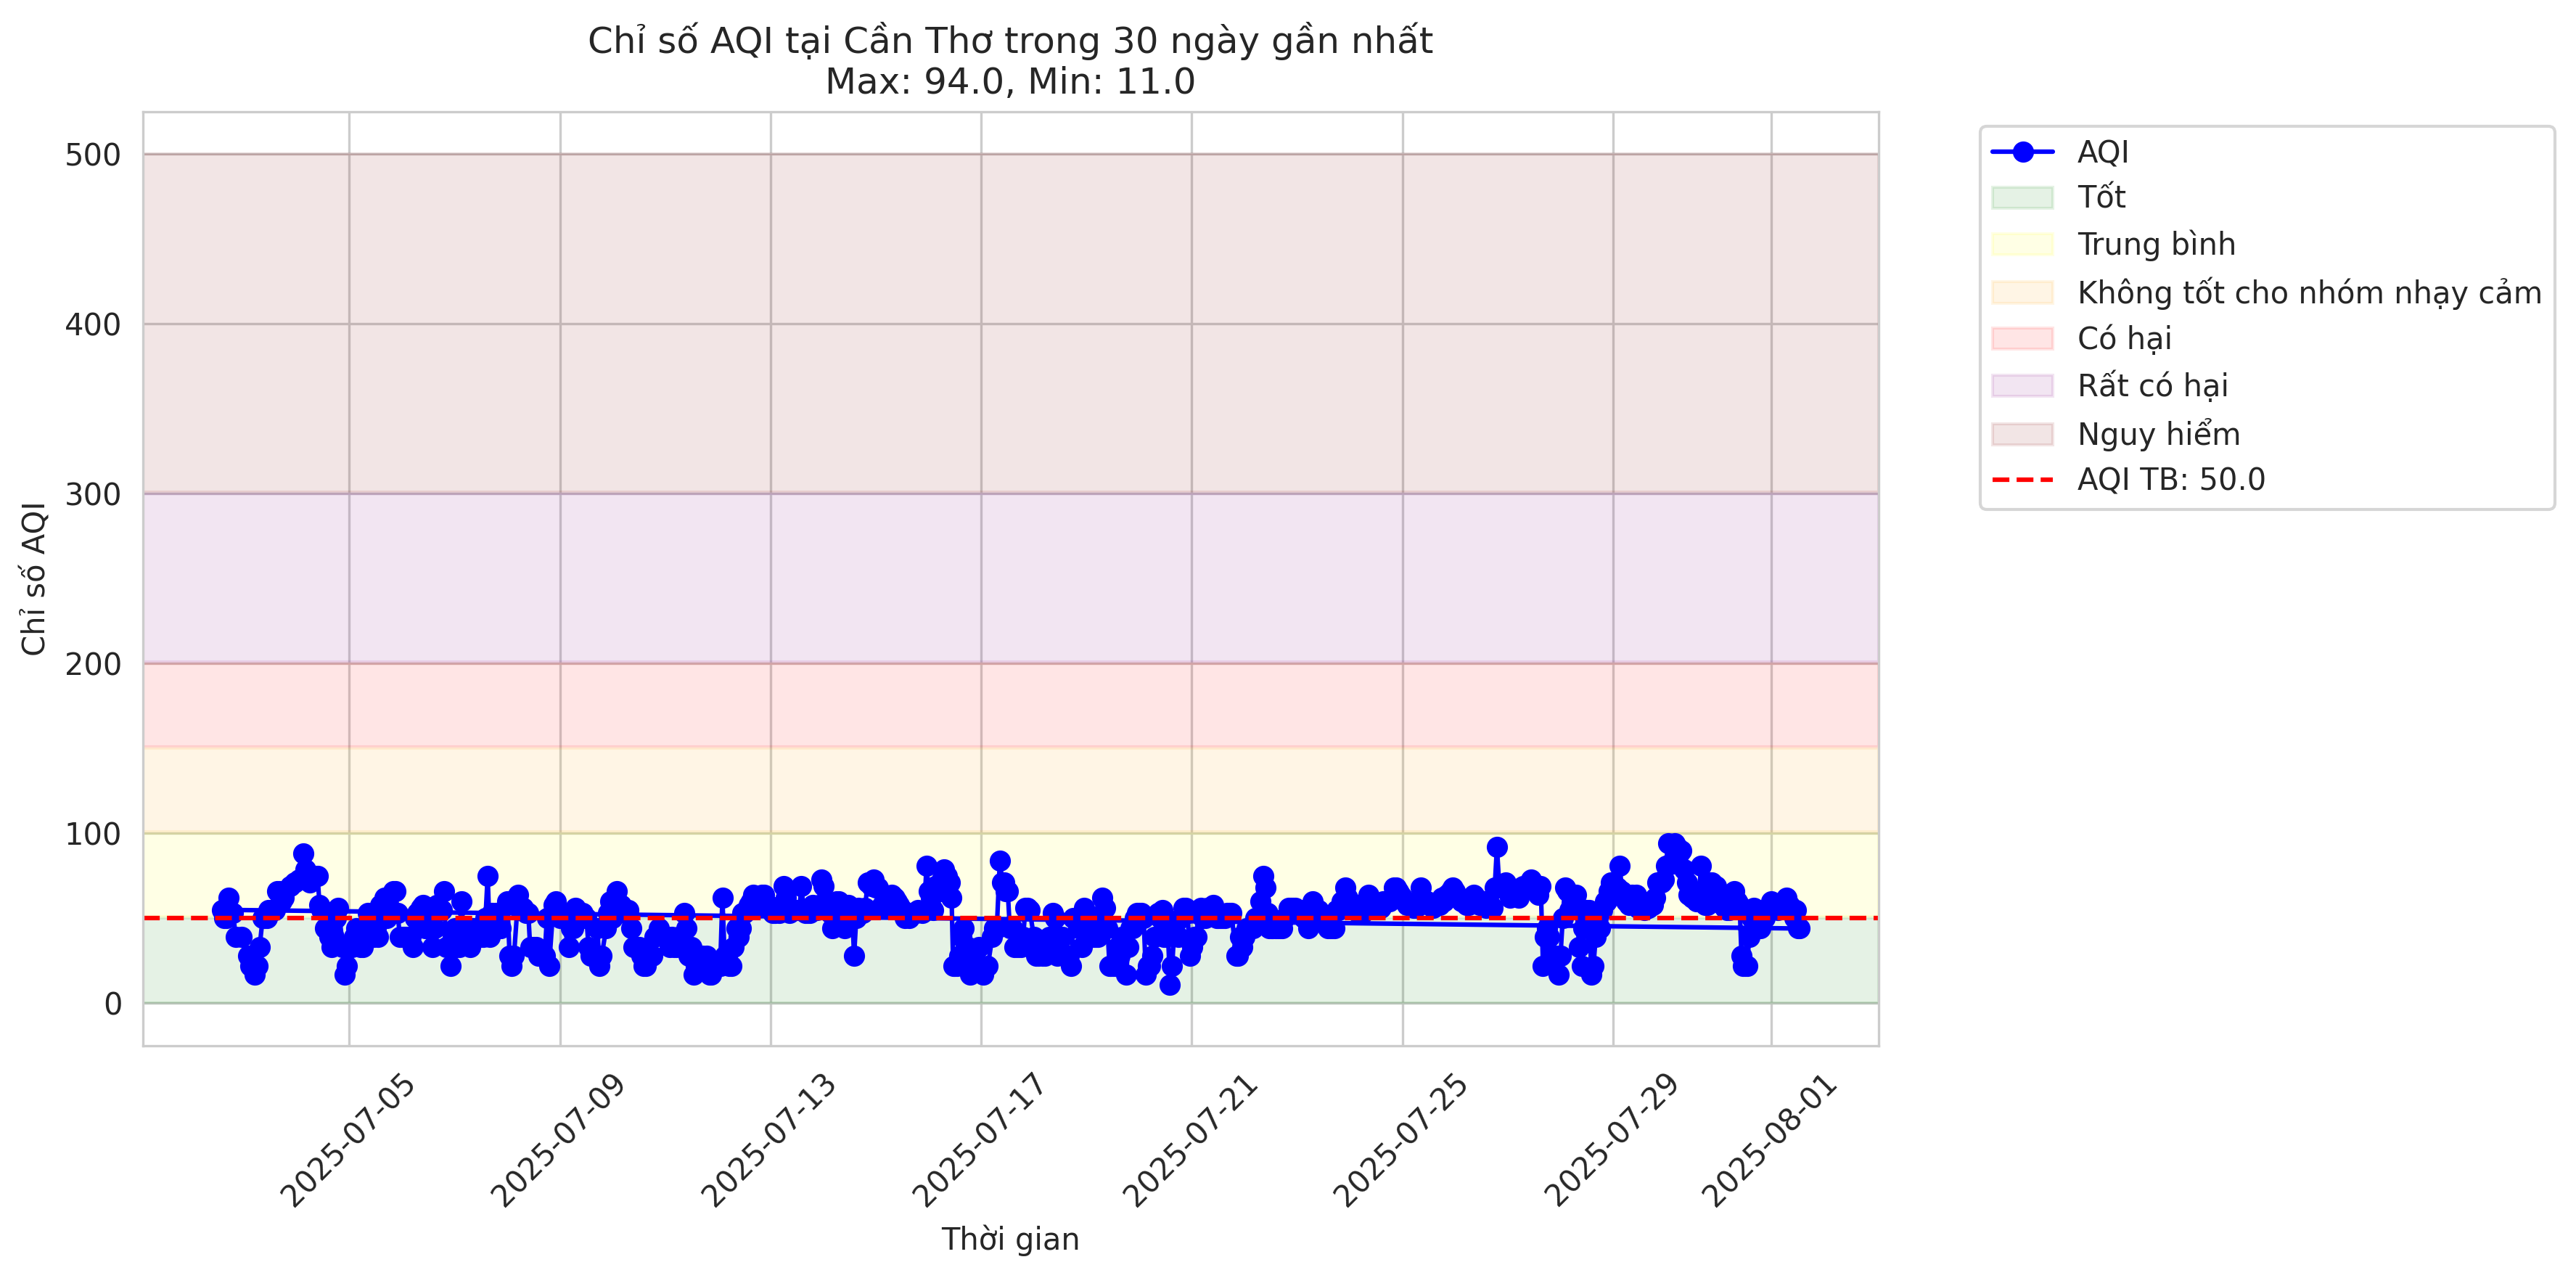 Chỉ số AQI tại Cần Thơ trong 30 ngày gần nhất
Max: 94.0, Min: 11.0
Chỉ số AQI
500
400
300
200
100
0
2025-07-05
2025-07-09
2025-07-13
2025-07-17
2025-07-21
2025-07-25
2025-07-29
2025-08-01
Thời gian
AQI
Tốt
Trung bình
Không tốt cho nhóm nhạy cảm
Có hại
Rất có hại
Nguy hiểm
AQI TB: 50.0